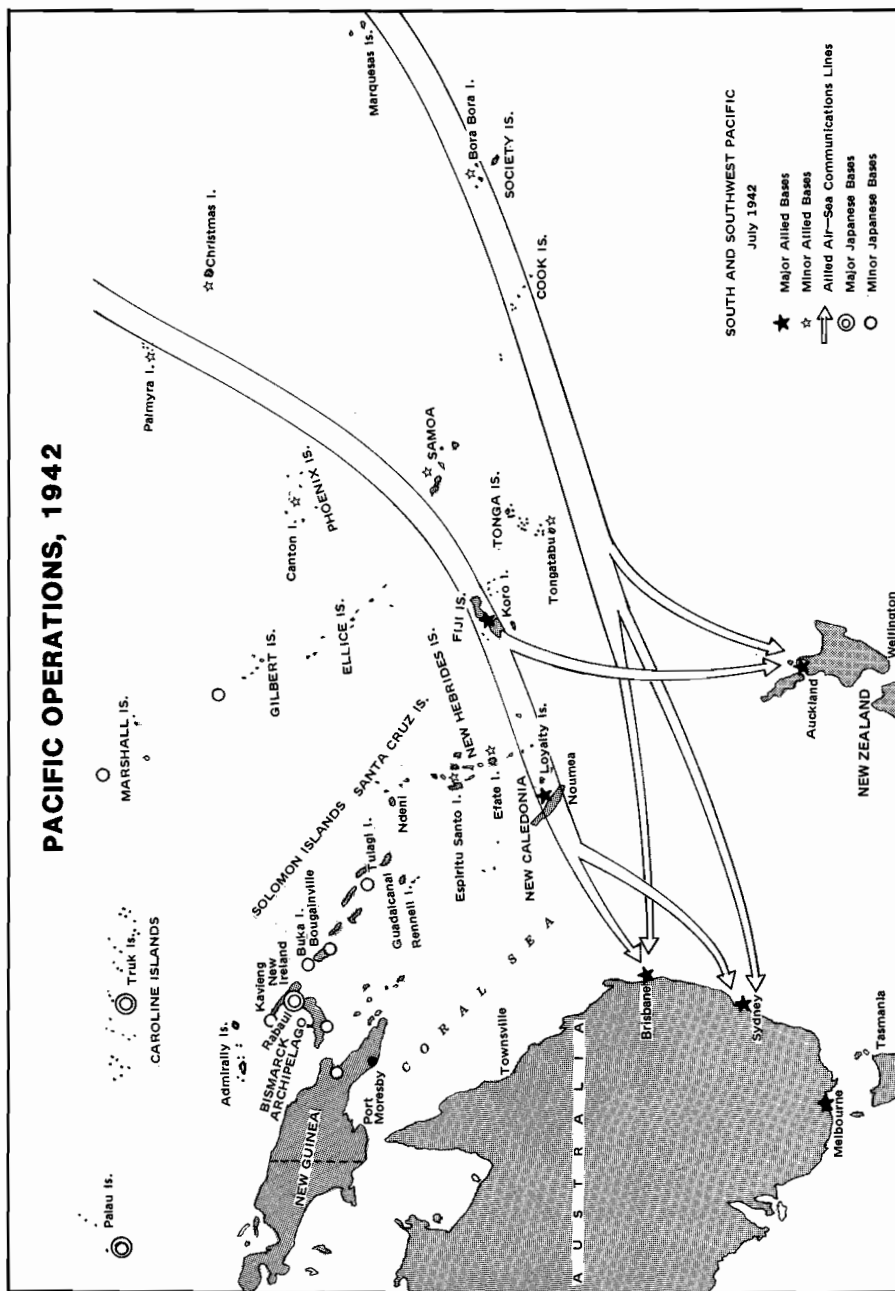 PACIFIC OPERATIONS, 1942
Palau Is.
Truk Is.
CAROLINE ISLANDS
MARSHALL IS.
Palmyra I.
Christmas I.
Admirally Is.
Kavieng
New
Ireland
Rabaul
BISMARCK
ARCHIPELAGO
Buka I.
Bougainville
SOLOMON ISLANDS
SANTA CRUZ IS.
GILBERT IS.
ELLICE IS.
Canton I.
PHOENIX IS.
NEW GUINEA
Port
Moresby
Tulagi I.
Guadalcanal
Rennell I.
Ndeni
Espiritu Santo I.
NEW HEBRIDES IS.
Efate I.
FIJI IS.
Koro I.
SAMOA
TONGA IS.
Tongatabu
Marquesas Is.
Bora Bora I.
SOCIETY IS.
COOK IS.
CORAL SEA
NEW CALEDONIA
Loyalty Is.
Noumea
Townsville
AUSTRALIA
Brisbane
Sydney
Melbourne
Tasmania
Auckland
NEW ZEALAND
Wellington
SOUTH AND SOUTHWEST PACIFIC
July 1942
Major Allied Bases
Minor Allied Bases
Allied Air-Sea Communications Lines
Major Japanese Bases
Minor Japanese Bases